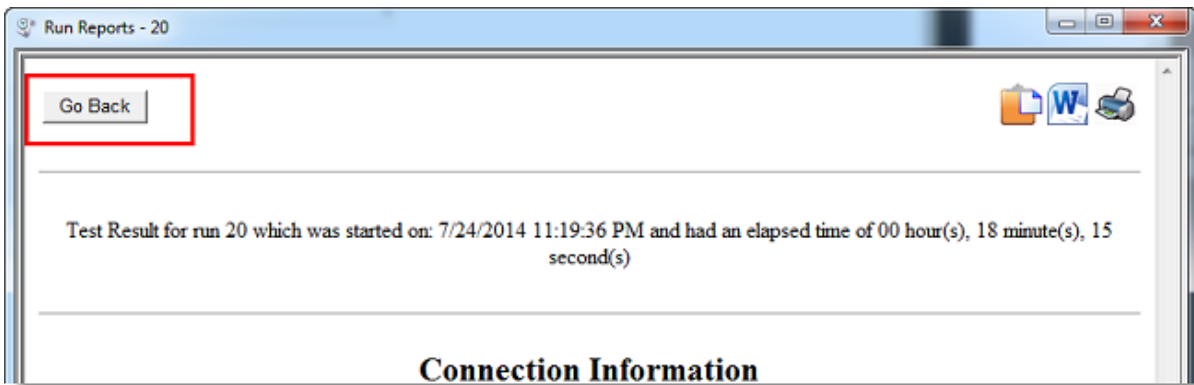 Run Reports - 20
Go Back
W
Test Result for run 20 which was started on: 7/24/2014 11:19:36 PM and had an elapsed time of 00 hour(s), 18 minute(s), 15
second(s)
Connection Information